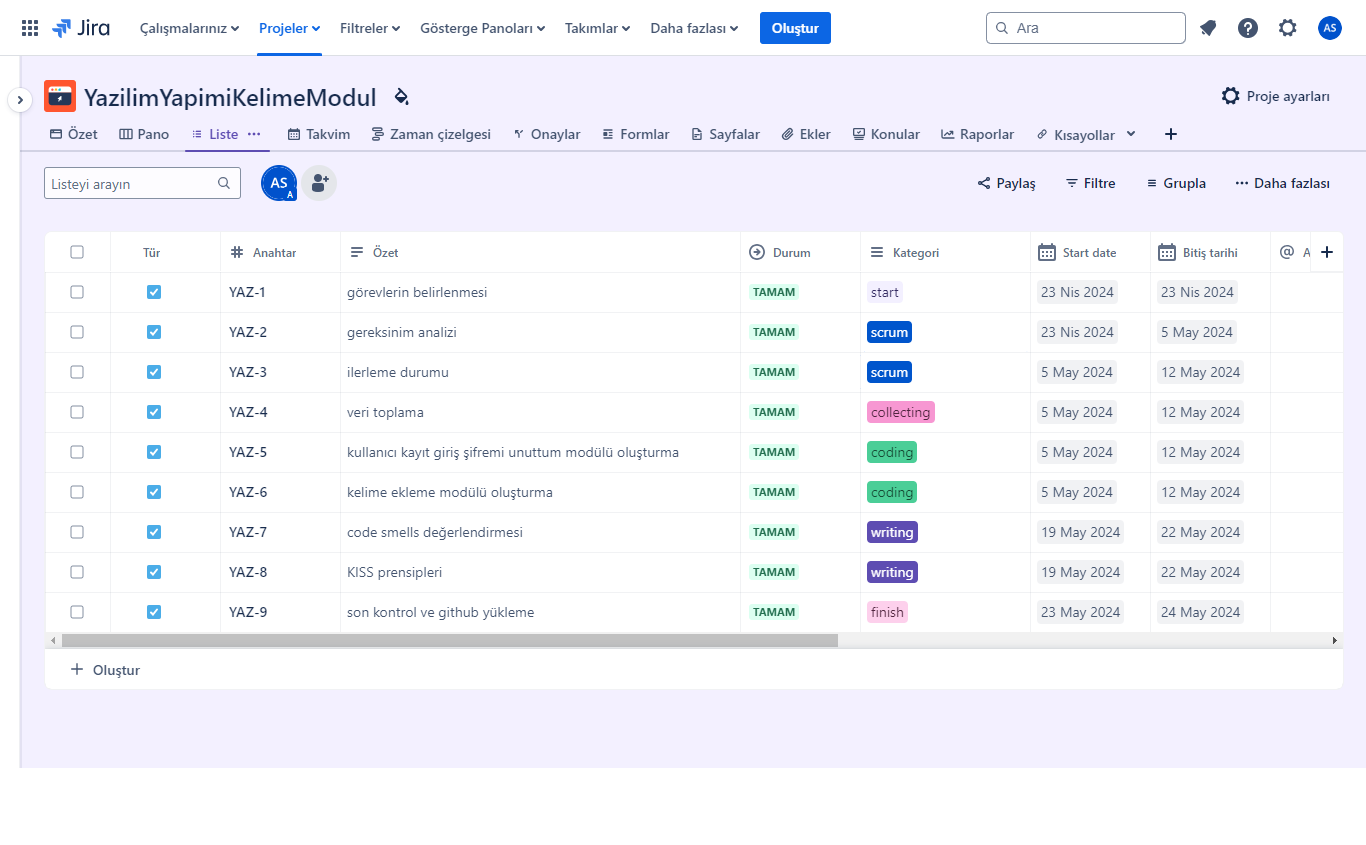 Jira Çalışmalarınız Projeler Filtreler Gösterge Panoları Takımlar Daha fazlası Oluştur Ara AS
YazilimYapimiKelimeModul Proje ayarları
Özet Pano Liste Takvim Zaman çizelgesi Onaylar Formlar Sayfalar Ekler Konular Raporlar Kısayollar
Listeyi arayın AS A Paylaş Filtre Grupla Daha fazlası
Tür Anahtar Özet Durum Kategori Start date Bitiş tarihi A
YAZ-1 görevlerin belirlenmesi TAMAM start 23 Nis 2024 23 Nis 2024
YAZ-2 gereksinim analizi TAMAM scrum 23 Nis 2024 5 May 2024
YAZ-3 ilerleme durumu TAMAM scrum 5 May 2024 12 May 2024
YAZ-4 veri toplama TAMAM collecting 5 May 2024 12 May 2024
YAZ-5 kullanıcı kayıt giriş şifremi unuttum modülü oluşturma TAMAM coding 5 May 2024 12 May 2024
YAZ-6 kelime ekleme modülü oluşturma TAMAM coding 5 May 2024 12 May 2024
YAZ-7 code smells değerlendirmesi TAMAM writing 19 May 2024 22 May 2024
YAZ-8 KISS prensipleri TAMAM writing 19 May 2024 22 May 2024
YAZ-9 son kontrol ve github yükleme TAMAM finish 23 May 2024 24 May 2024
Oluştur